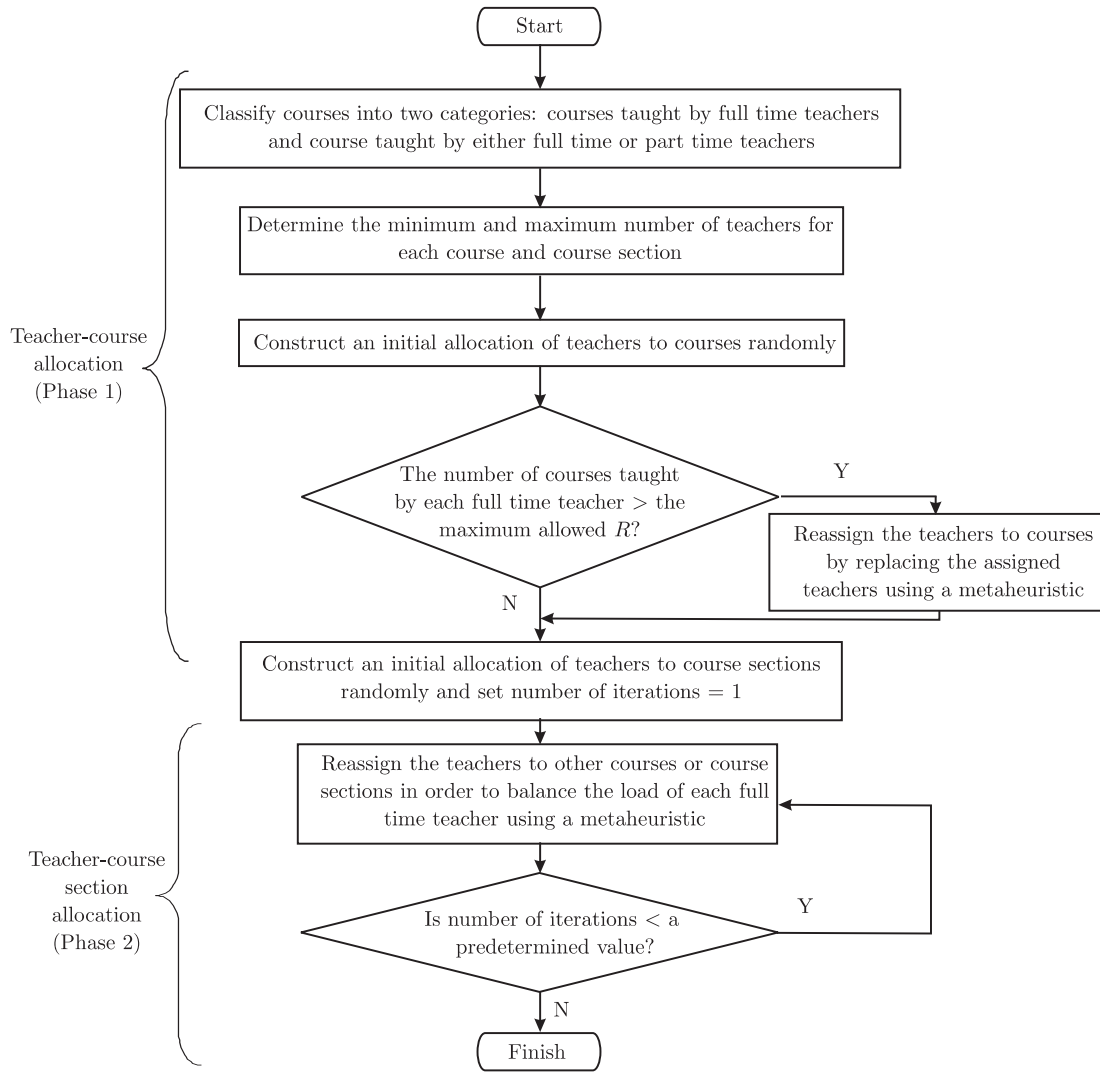 Start
Classify courses into two categories: courses taught by full time teachers
and course taught by either full time or part time teachers
Determine the minimum and maximum number of teachers for
each course and course section
Construct an initial allocation of teachers to courses randomly
Teacher-course
allocation
(Phase 1)
The number of courses taught
by each full time teacher > the
maximum allowed R?
Y
Reassign the teachers to courses
by replacing the assigned
teachers using a metaheuristic
N
Construct an initial allocation of teachers to course sections
randomly and set number of iterations = 1
Reassign the teachers to other courses or course
sections in order to balance the load of each full
time teacher using a metaheuristic
Teacher-course
section
allocation
(Phase 2)
Is number of iterations < a
predetermined value?
Y
N
Finish